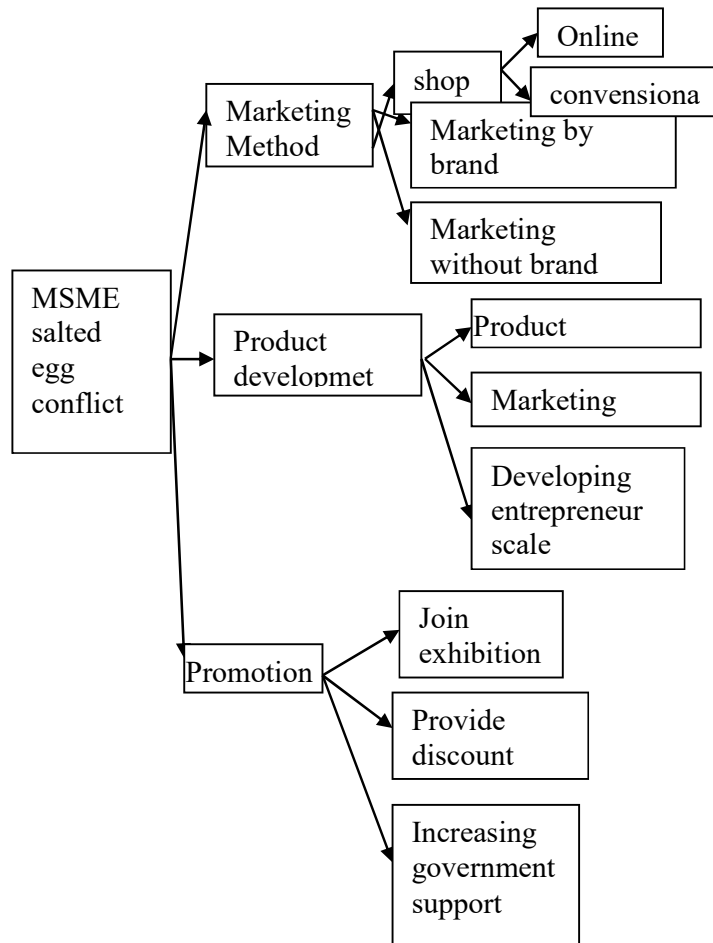 Online
shop
convensiona
Marketing
Method
Marketing by
brand
Marketing
without brand
MSME
salted
egg
conflict
Product
developmet
Product
Marketing
Developing
entrepreneur
scale
Join
exhibition
Promotion
Provide
discount
Increasing
government
support